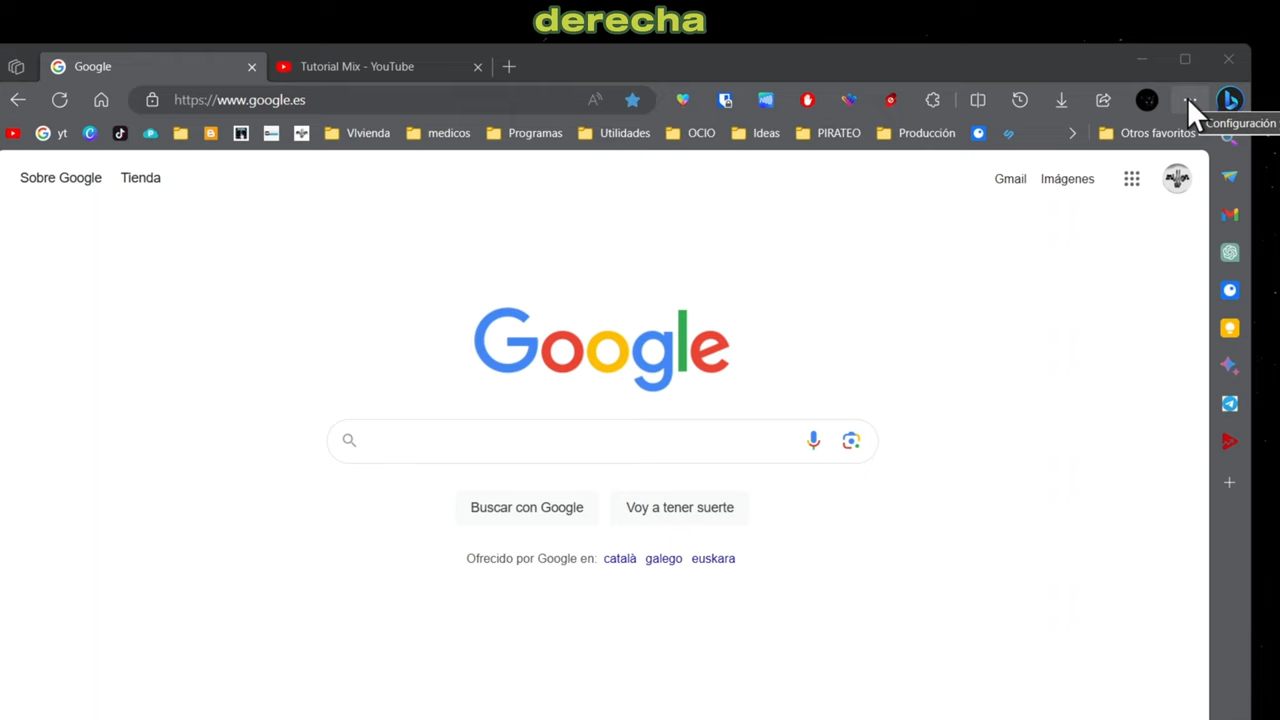 derecha
Google
Tutorial Mix - YouTube
https://www.google.es
Configuración
yt
VIvienda
medicos
Programas
Utilidades
OCIO
Ideas
PIRATEO
Producción
Otros favoritos
Sobre Google
Tienda
Gmail
Imágenes
Google
Buscar con Google
Voy a tener suerte
Ofrecido por Google en: català galego euskara